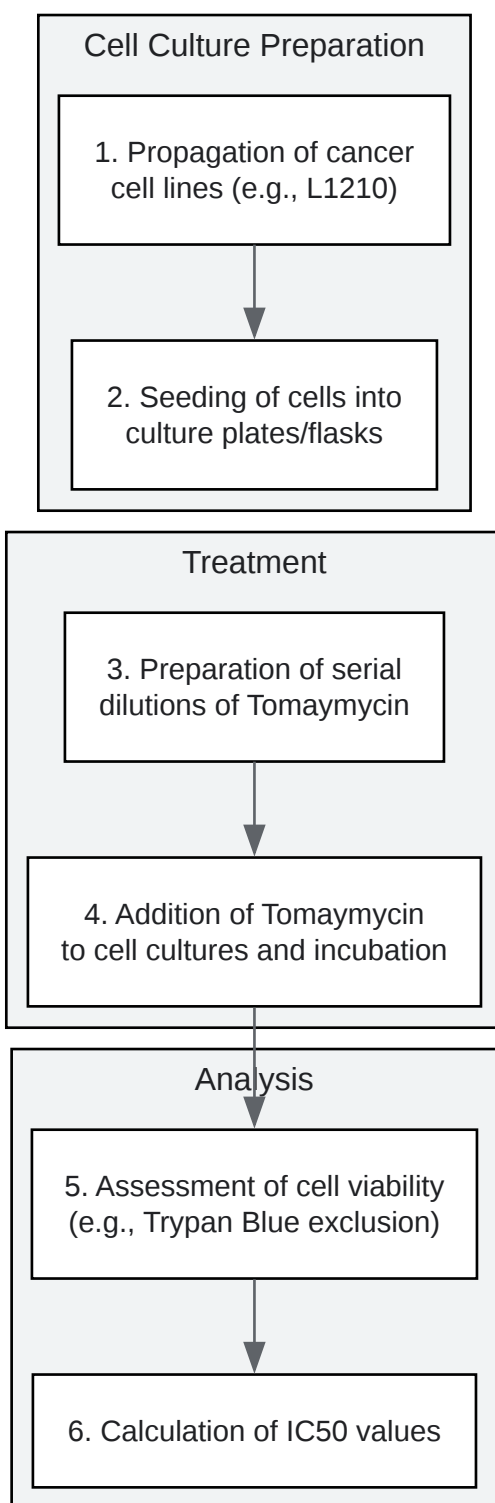 Cell Culture Preparation
1. Propagation of cancer
cell lines (e.g., L1210)
2. Seeding of cells into
culture plates/flasks
Treatment
3. Preparation of serial
dilutions of Tomaymycin
4. Addition of Tomaymycin
to cell cultures and incubation
Analysis
5. Assessment of cell viability
(e.g., Trypan Blue exclusion)
6. Calculation of IC50 values